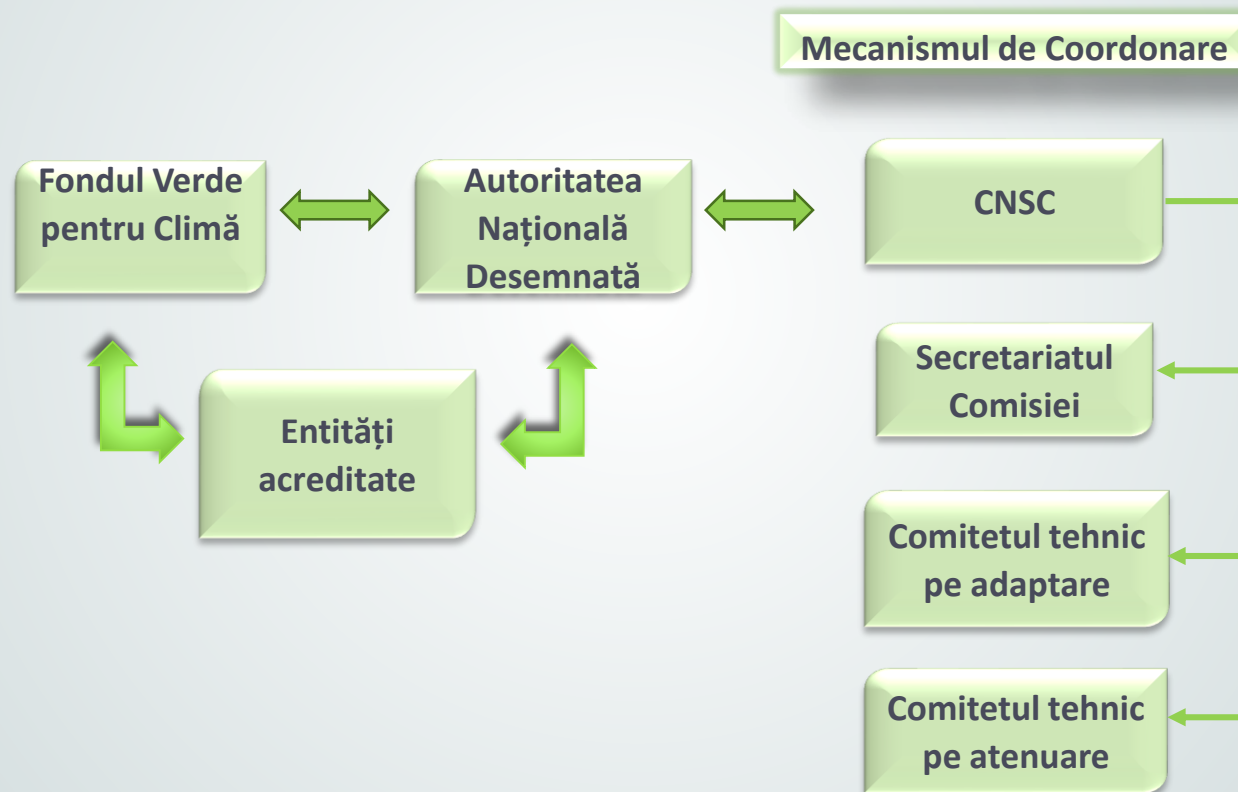 Mecanismul de Coordonare
Fondul Verde
pentru Climă
Autoritatea
Națională
Desemnată
CNSC
Entități
acreditate
Secretariatul
Comisiei
Comitetul tehnic
pe adaptare
Comitetul tehnic
pe atenuare